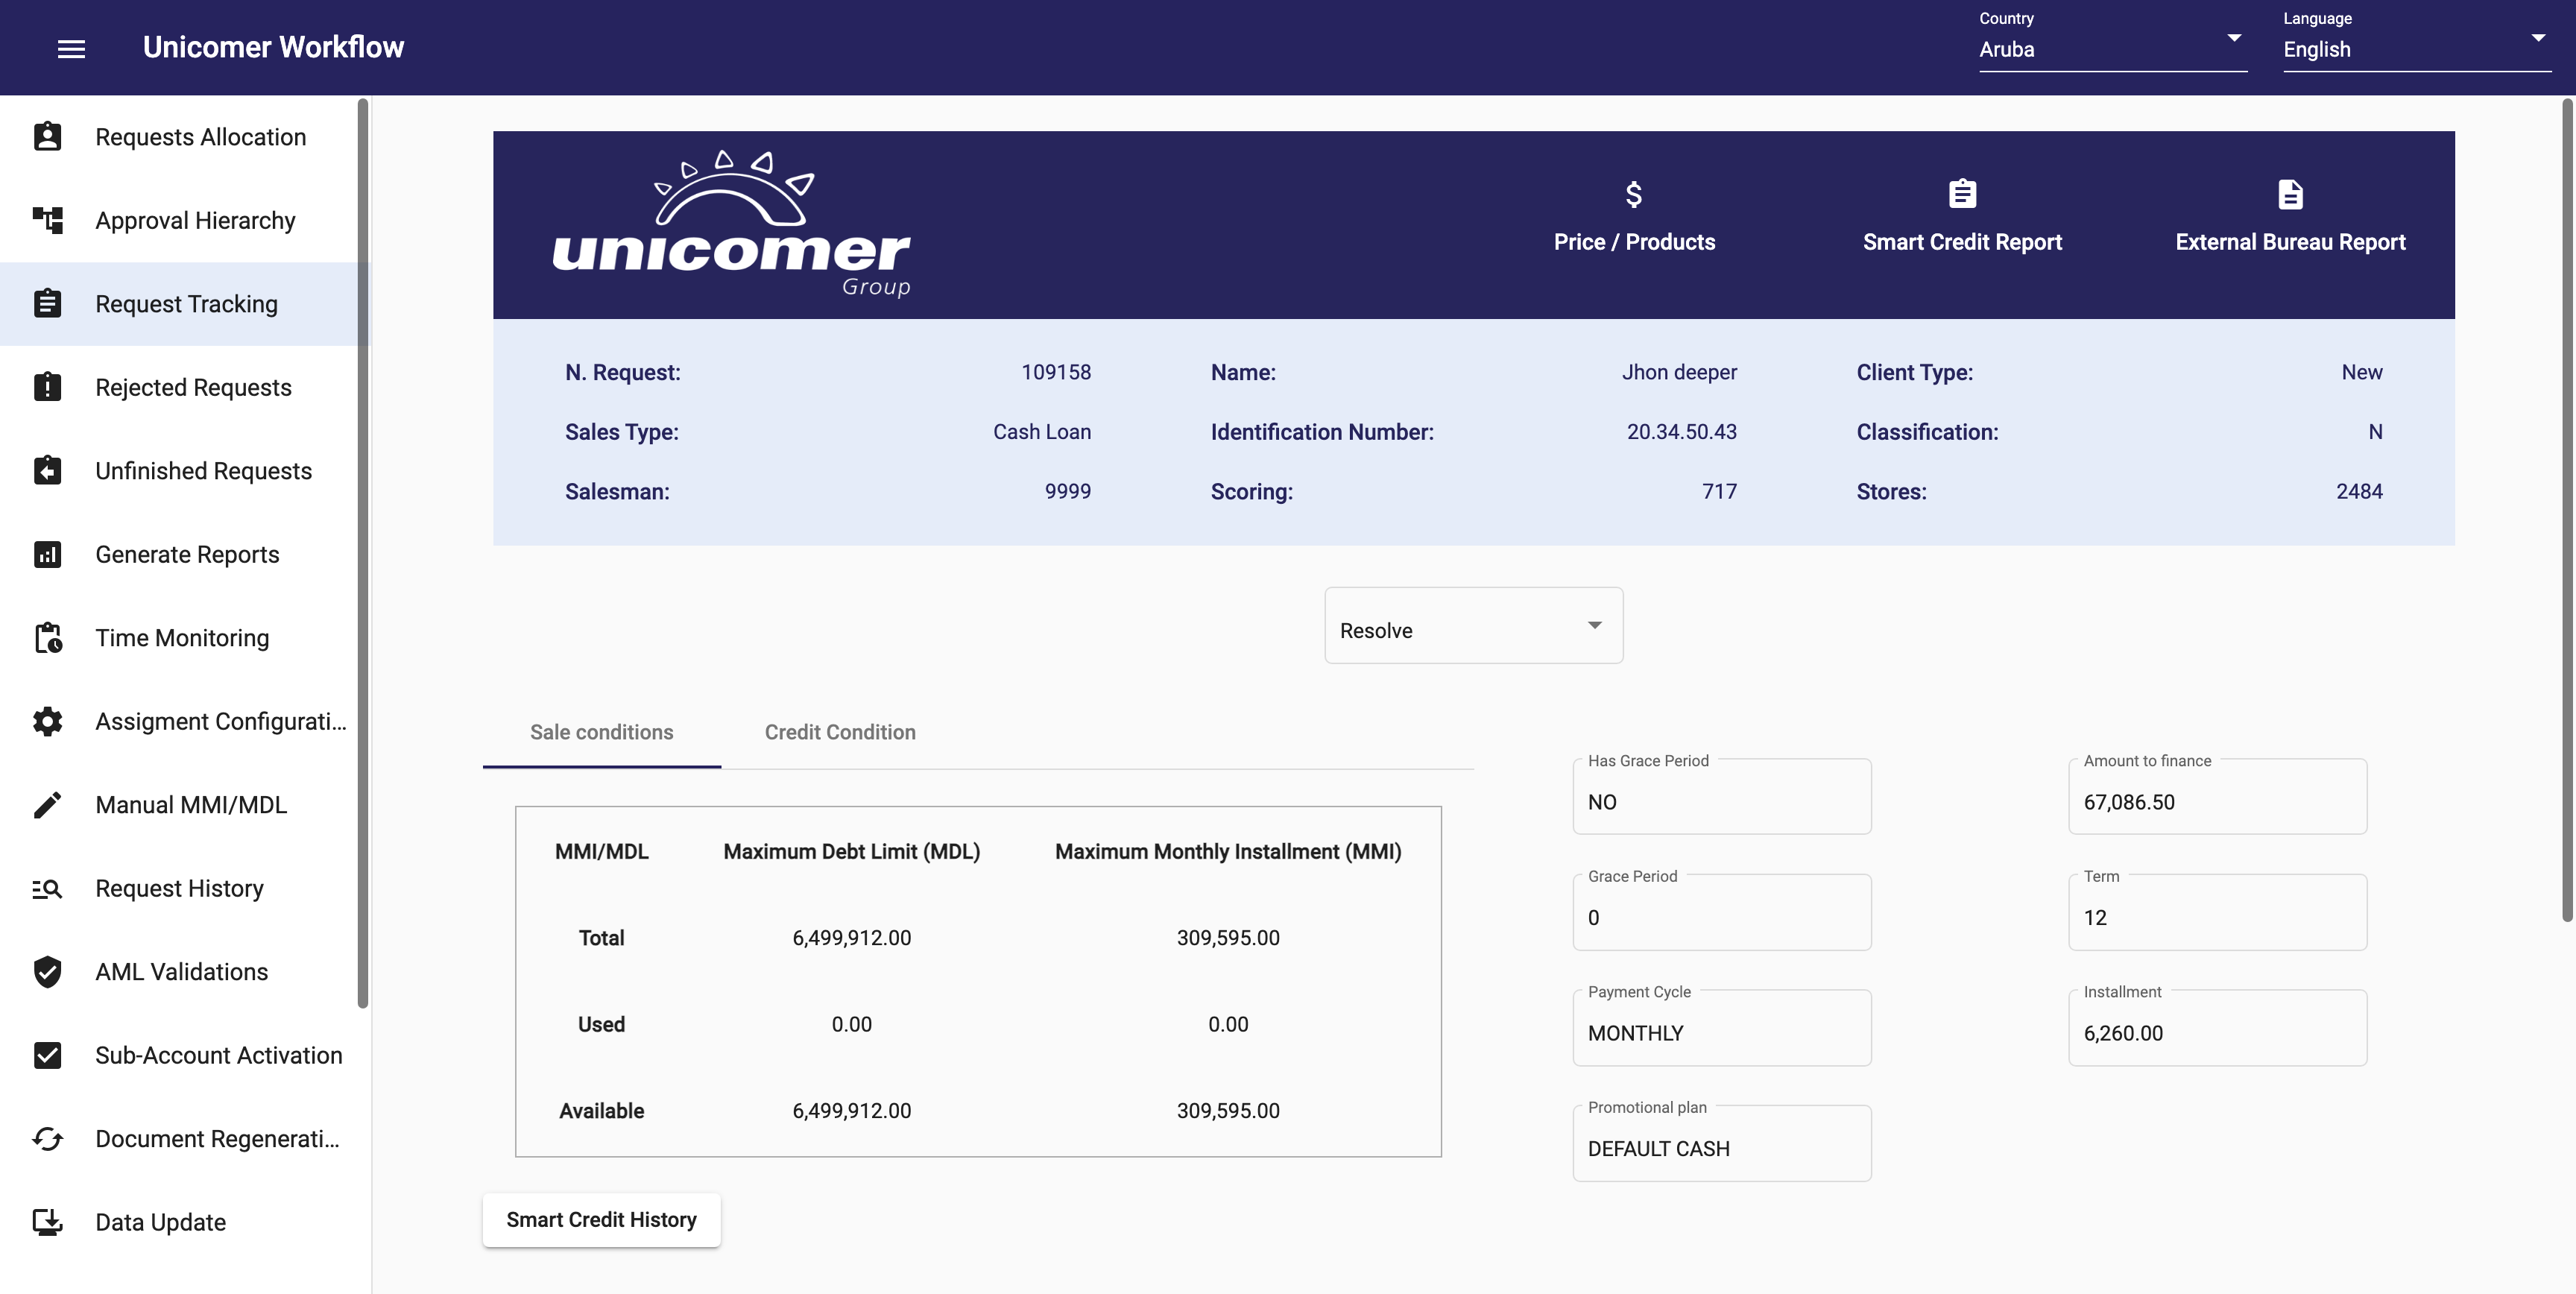 Unicomer Workflow
Country
Aruba
Language
English
Requests Allocation
Approval Hierarchy
Request Tracking
Rejected Requests
Unfinished Requests
Generate Reports
Time Monitoring
Assigment Configurati...
Manual MMI/MDL
Request History
AML Validations
Sub-Account Activation
Document Regenerati...
Data Update
unicomer
Group
$
Price / Products
Smart Credit Report
External Bureau Report
N. Request: 109158 Name: Jhon deeper Client Type: New
Sales Type: Cash Loan Identification Number: 20.34.50.43 Classification: N
Salesman: 9999 Scoring: 717 Stores: 2484
Resolve
Sale conditions Credit Condition
MMI/MDL Maximum Debt Limit (MDL) Maximum Monthly Installment (MMI)
Total 6,499,912.00 309,595.00
Used 0.00 0.00
Available 6,499,912.00 309,595.00
Smart Credit History
Has Grace Period
NO
Amount to finance
67,086.50
Grace Period
0
Term
12
Payment Cycle
MONTHLY
Installment
6,260.00
Promotional plan
DEFAULT CASH